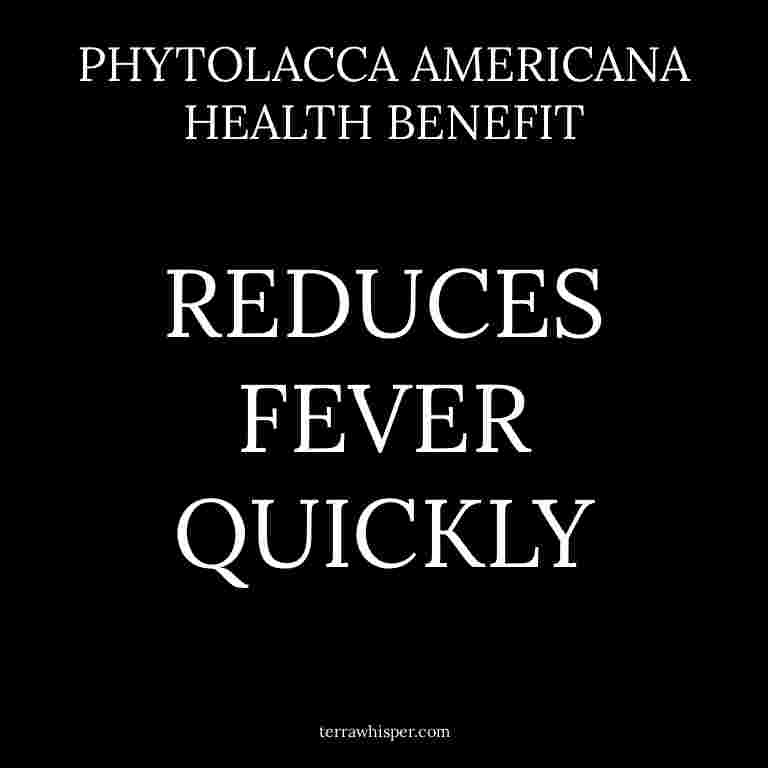 PHYTOLACCA AMERICANA
HEALTH BENEFIT
REDUCES
FEVER
QUICKLY
terrawhisper.com